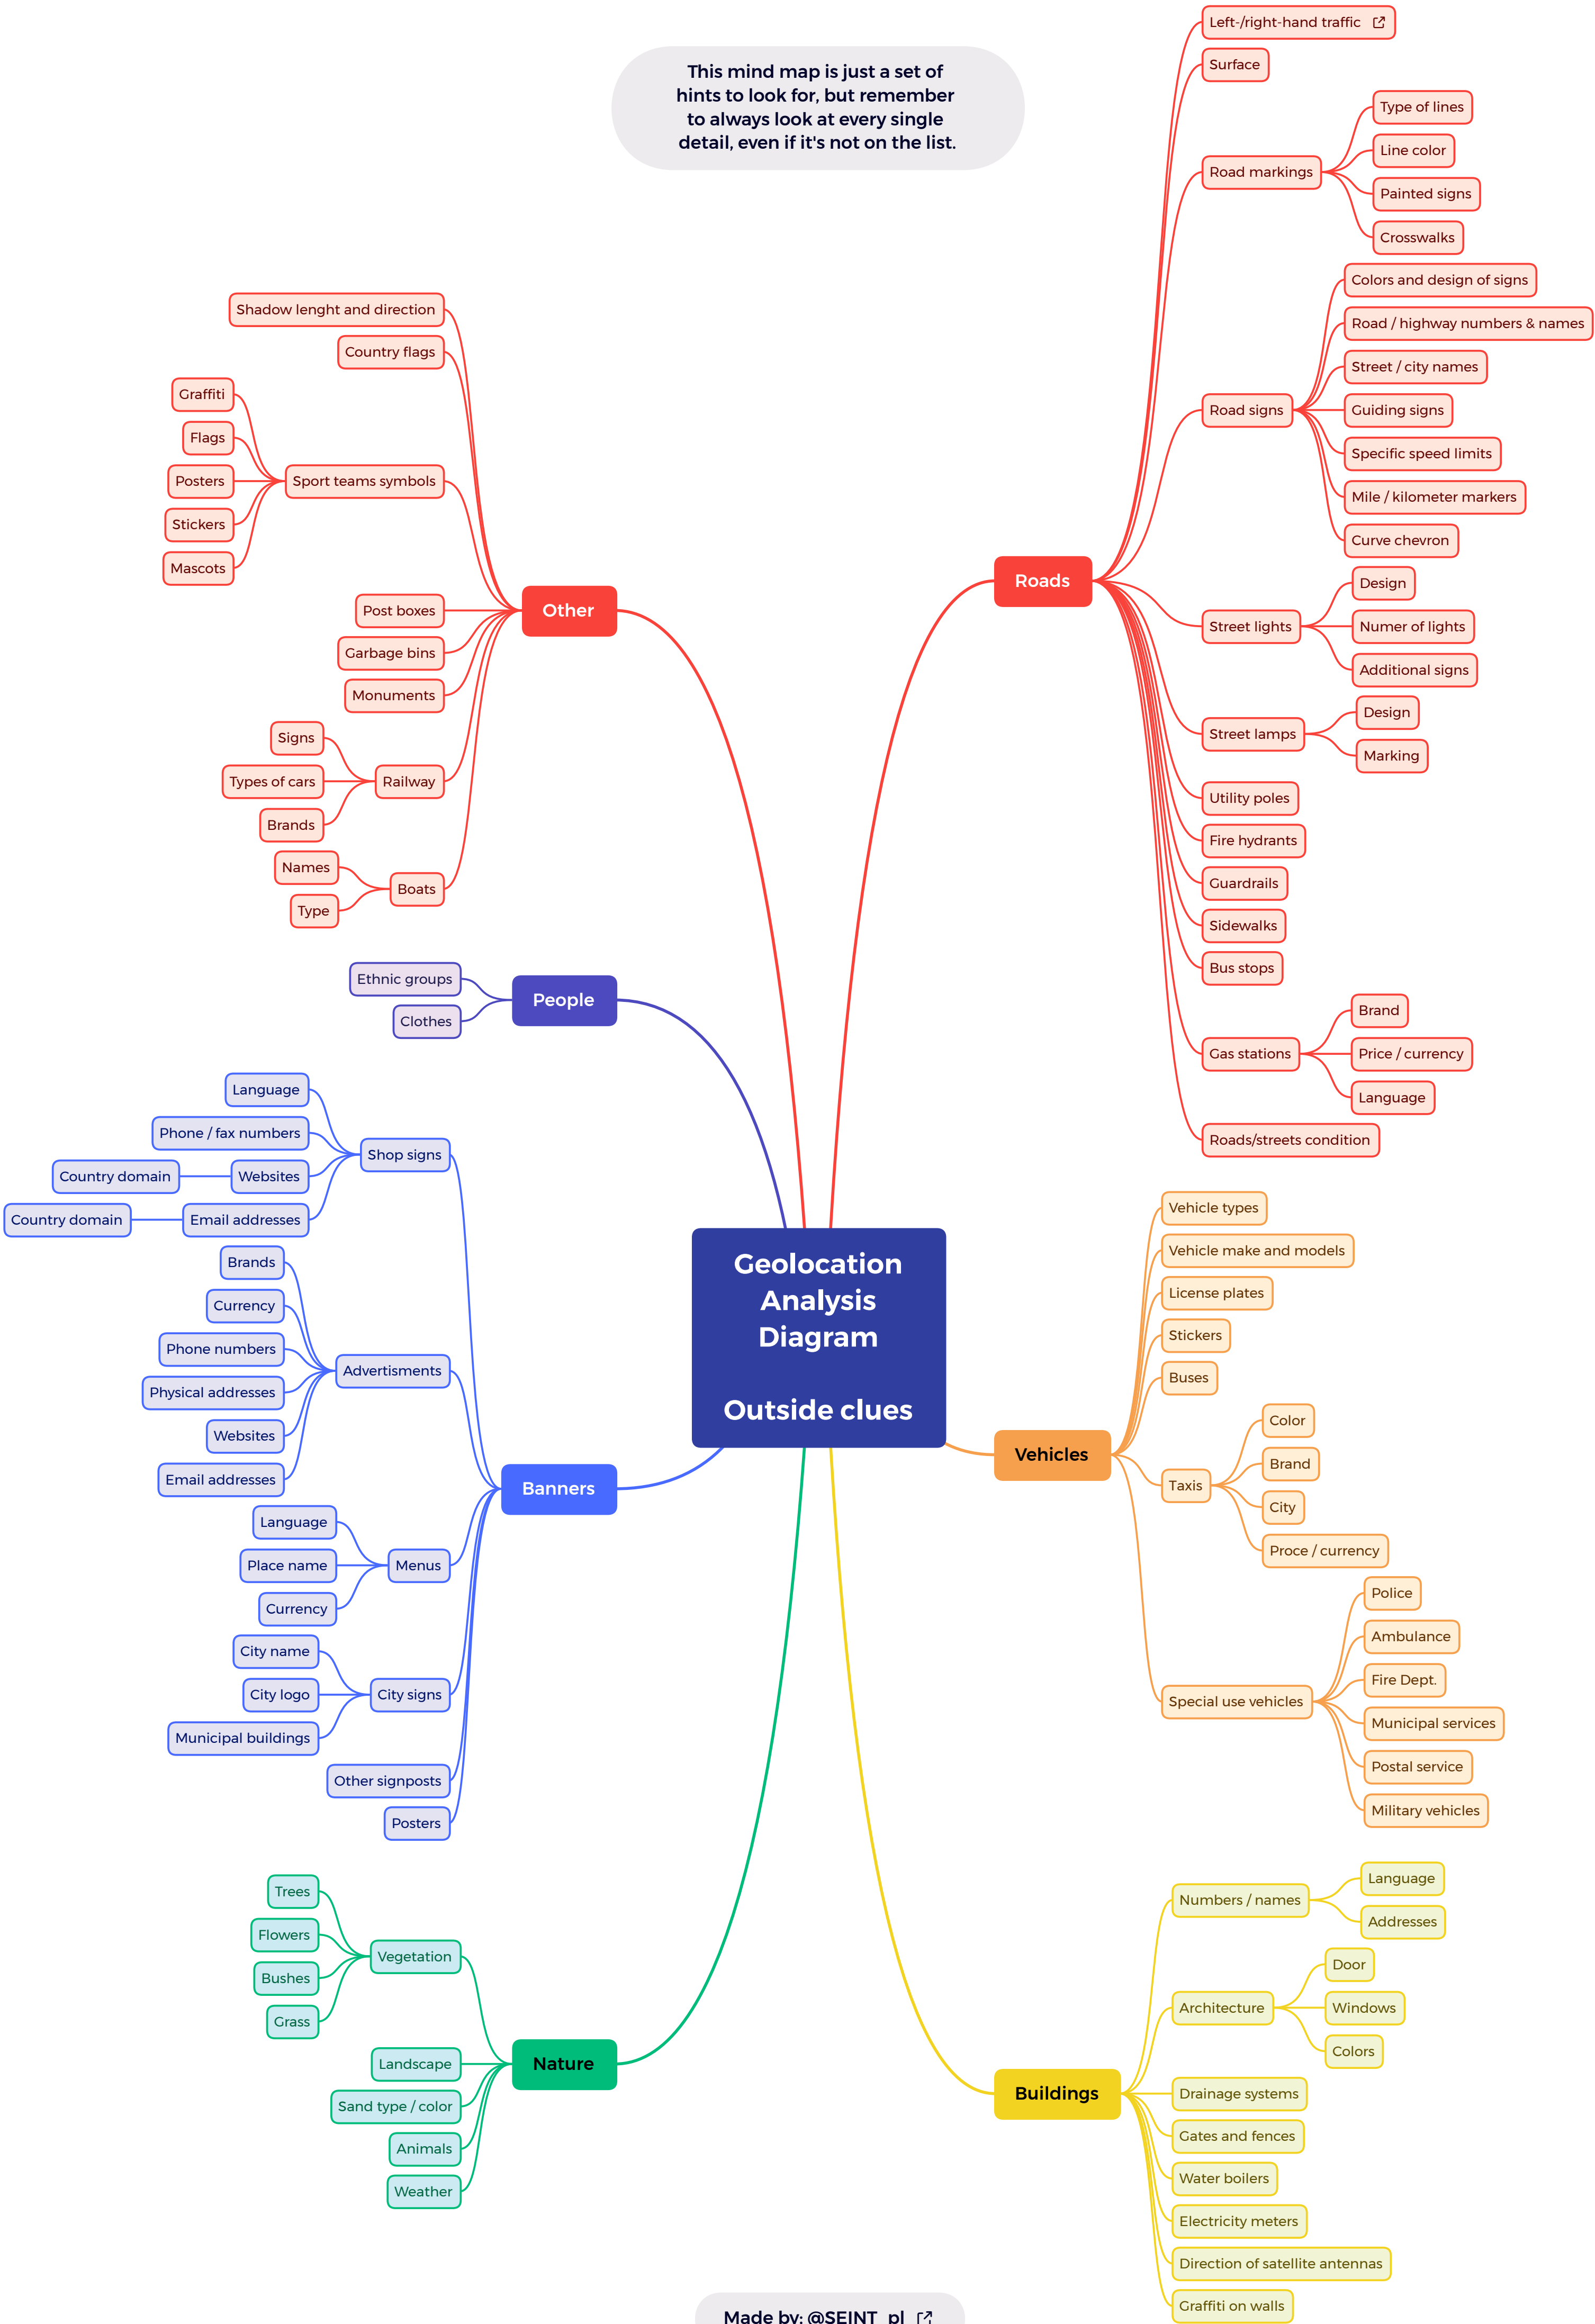 This mind map is just a set of
hints to look for, but remember
to always look at every single
detail, even if it's not on the list.
Geolocation
Analysis
Diagram
Outside clues
Roads
Left-/right-hand traffic
Surface
Road markings
Type of lines
Line color
Painted signs
Crosswalks
Road signs
Colors and design of signs
Road / highway numbers & names
Street / city names
Guiding signs
Specific speed limits
Mile / kilometer markers
Curve chevron
Street lights
Design
Numer of lights
Additional signs
Street lamps
Design
Marking
Utility poles
Fire hydrants
Guardrails
Sidewalks
Bus stops
Gas stations
Brand
Price / currency
Language
Roads/streets condition
Vehicles
Vehicle types
Vehicle make and models
License plates
Stickers
Buses
Taxis
Color
Brand
City
Proce / currency
Special use vehicles
Police
Ambulance
Fire Dept.
Municipal services
Postal service
Military vehicles
Buildings
Numbers / names
Language
Addresses
Architecture
Door
Windows
Colors
Drainage systems
Gates and fences
Water boilers
Electricity meters
Direction of satellite antennas
Graffiti on walls
Other
Shadow lenght and direction
Country flags
Sport teams symbols
Graffiti
Flags
Posters
Stickers
Mascots
Post boxes
Garbage bins
Monuments
Railway
Signs
Types of cars
Brands
Boats
Names
Type
People
Ethnic groups
Clothes
Banners
Shop signs
Language
Phone / fax numbers
Websites
Country domain
Email addresses
Country domain
Advertisments
Brands
Currency
Phone numbers
Physical addresses
Websites
Email addresses
Menus
Language
Place name
Currency
City signs
City name
City logo
Municipal buildings
Other signposts
Posters
Nature
Vegetation
Trees
Flowers
Bushes
Grass
Landscape
Sand type / color
Animals
Weather
Made by: @SEINT_pl